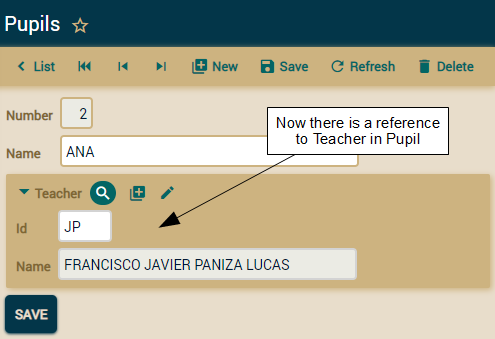 Pupils
List New Save Refresh Delete
Number 2
Now there is a reference
to Teacher in Pupil
Name ANA
Teacher
Id JP
Name FRANCISCO JAVIER PANIZA LUCAS
SAVE